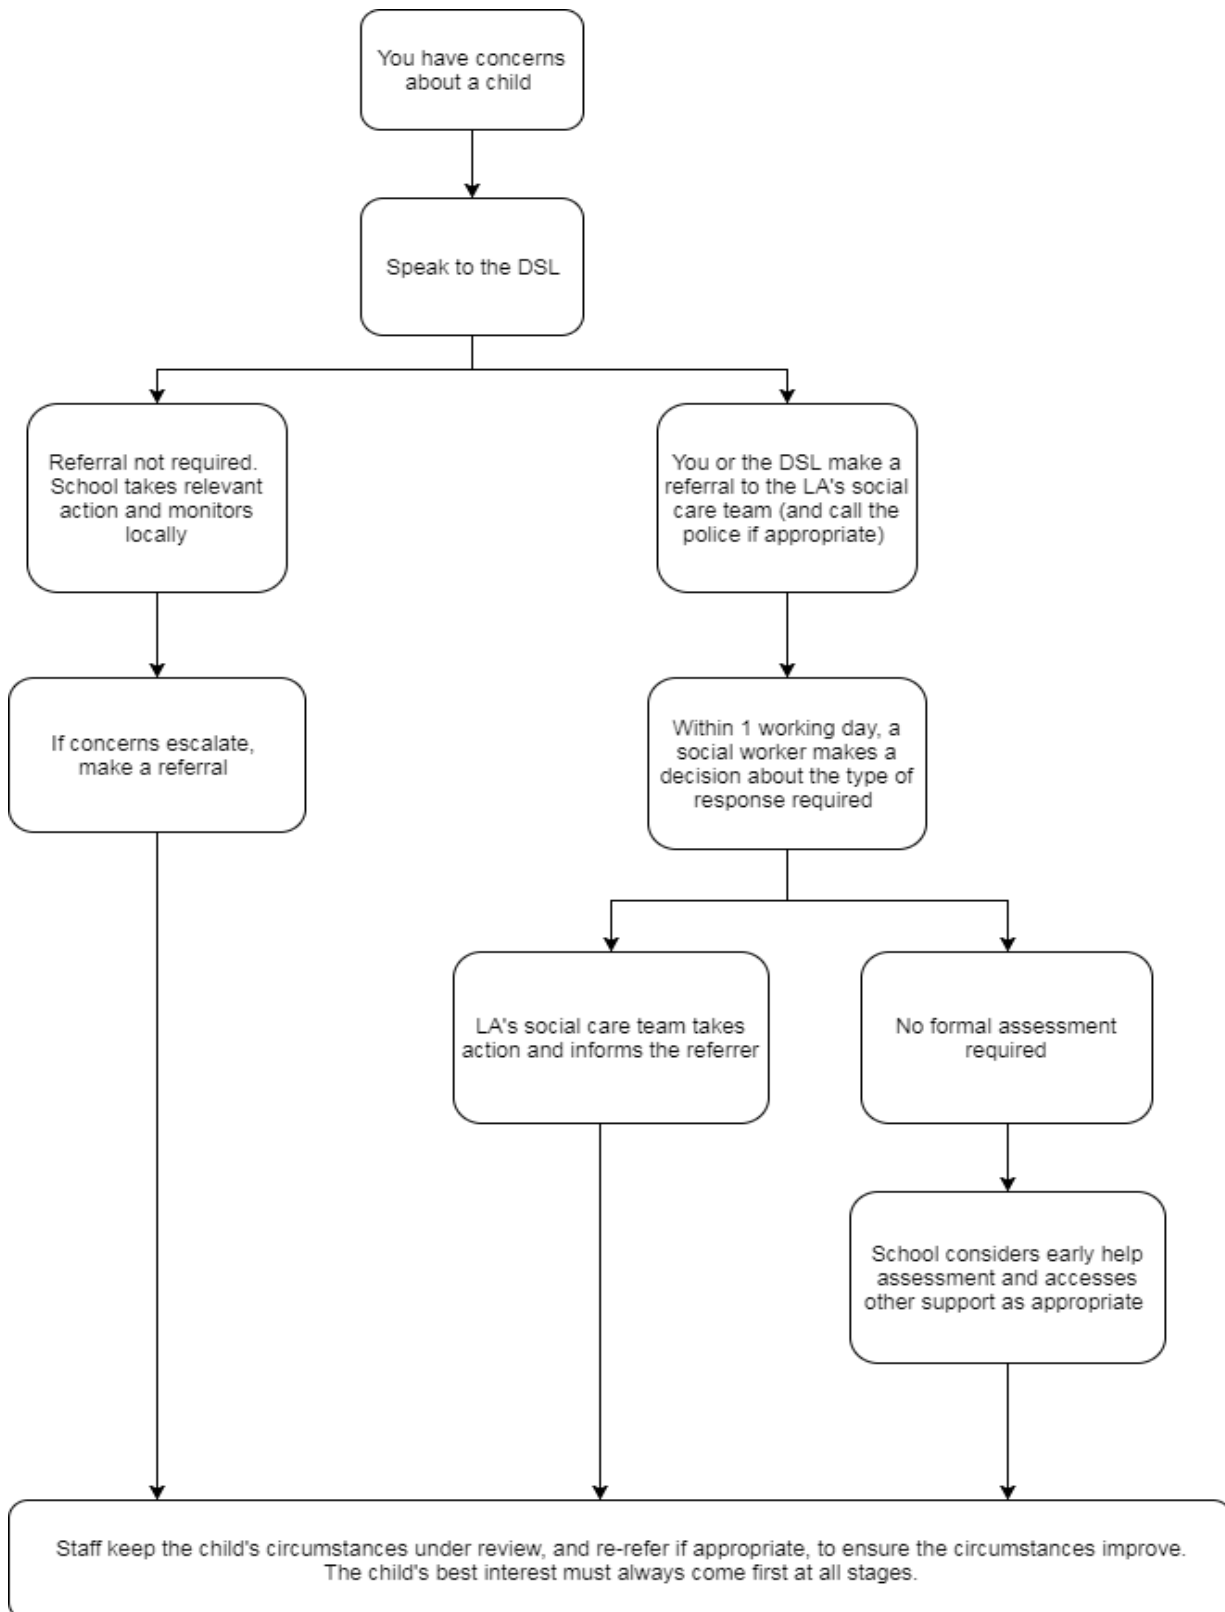 You have concerns
about a child
Speak to the DSL
Referral not required.
School takes relevant
action and monitors
locally
You or the DSL make a
referral to the LA's social
care team (and call the
police if appropriate)
If concerns escalate,
make a referral
Within 1 working day, a
social worker makes a
decision about the type of
response required
LA's social care team takes
action and informs the referrer
No formal assessment
required
School considers early help
assessment and accesses
other support as appropriate
Staff keep the child's circumstances under review, and re-refer if appropriate, to ensure the circumstances improve.
The child's best interest must always come first at all stages.